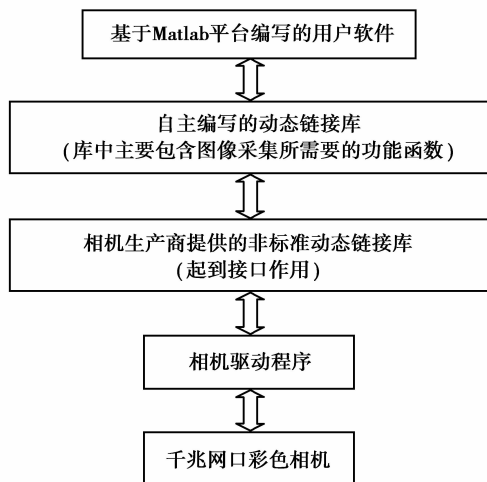 基于Matlab平台编写的用户软件
自主编写的动态链接库
(库中主要包含图像采集所需要的功能函数)
相机生产商提供的非标准动态链接库
(起到接口作用)
相机驱动程序
千兆网口彩色相机